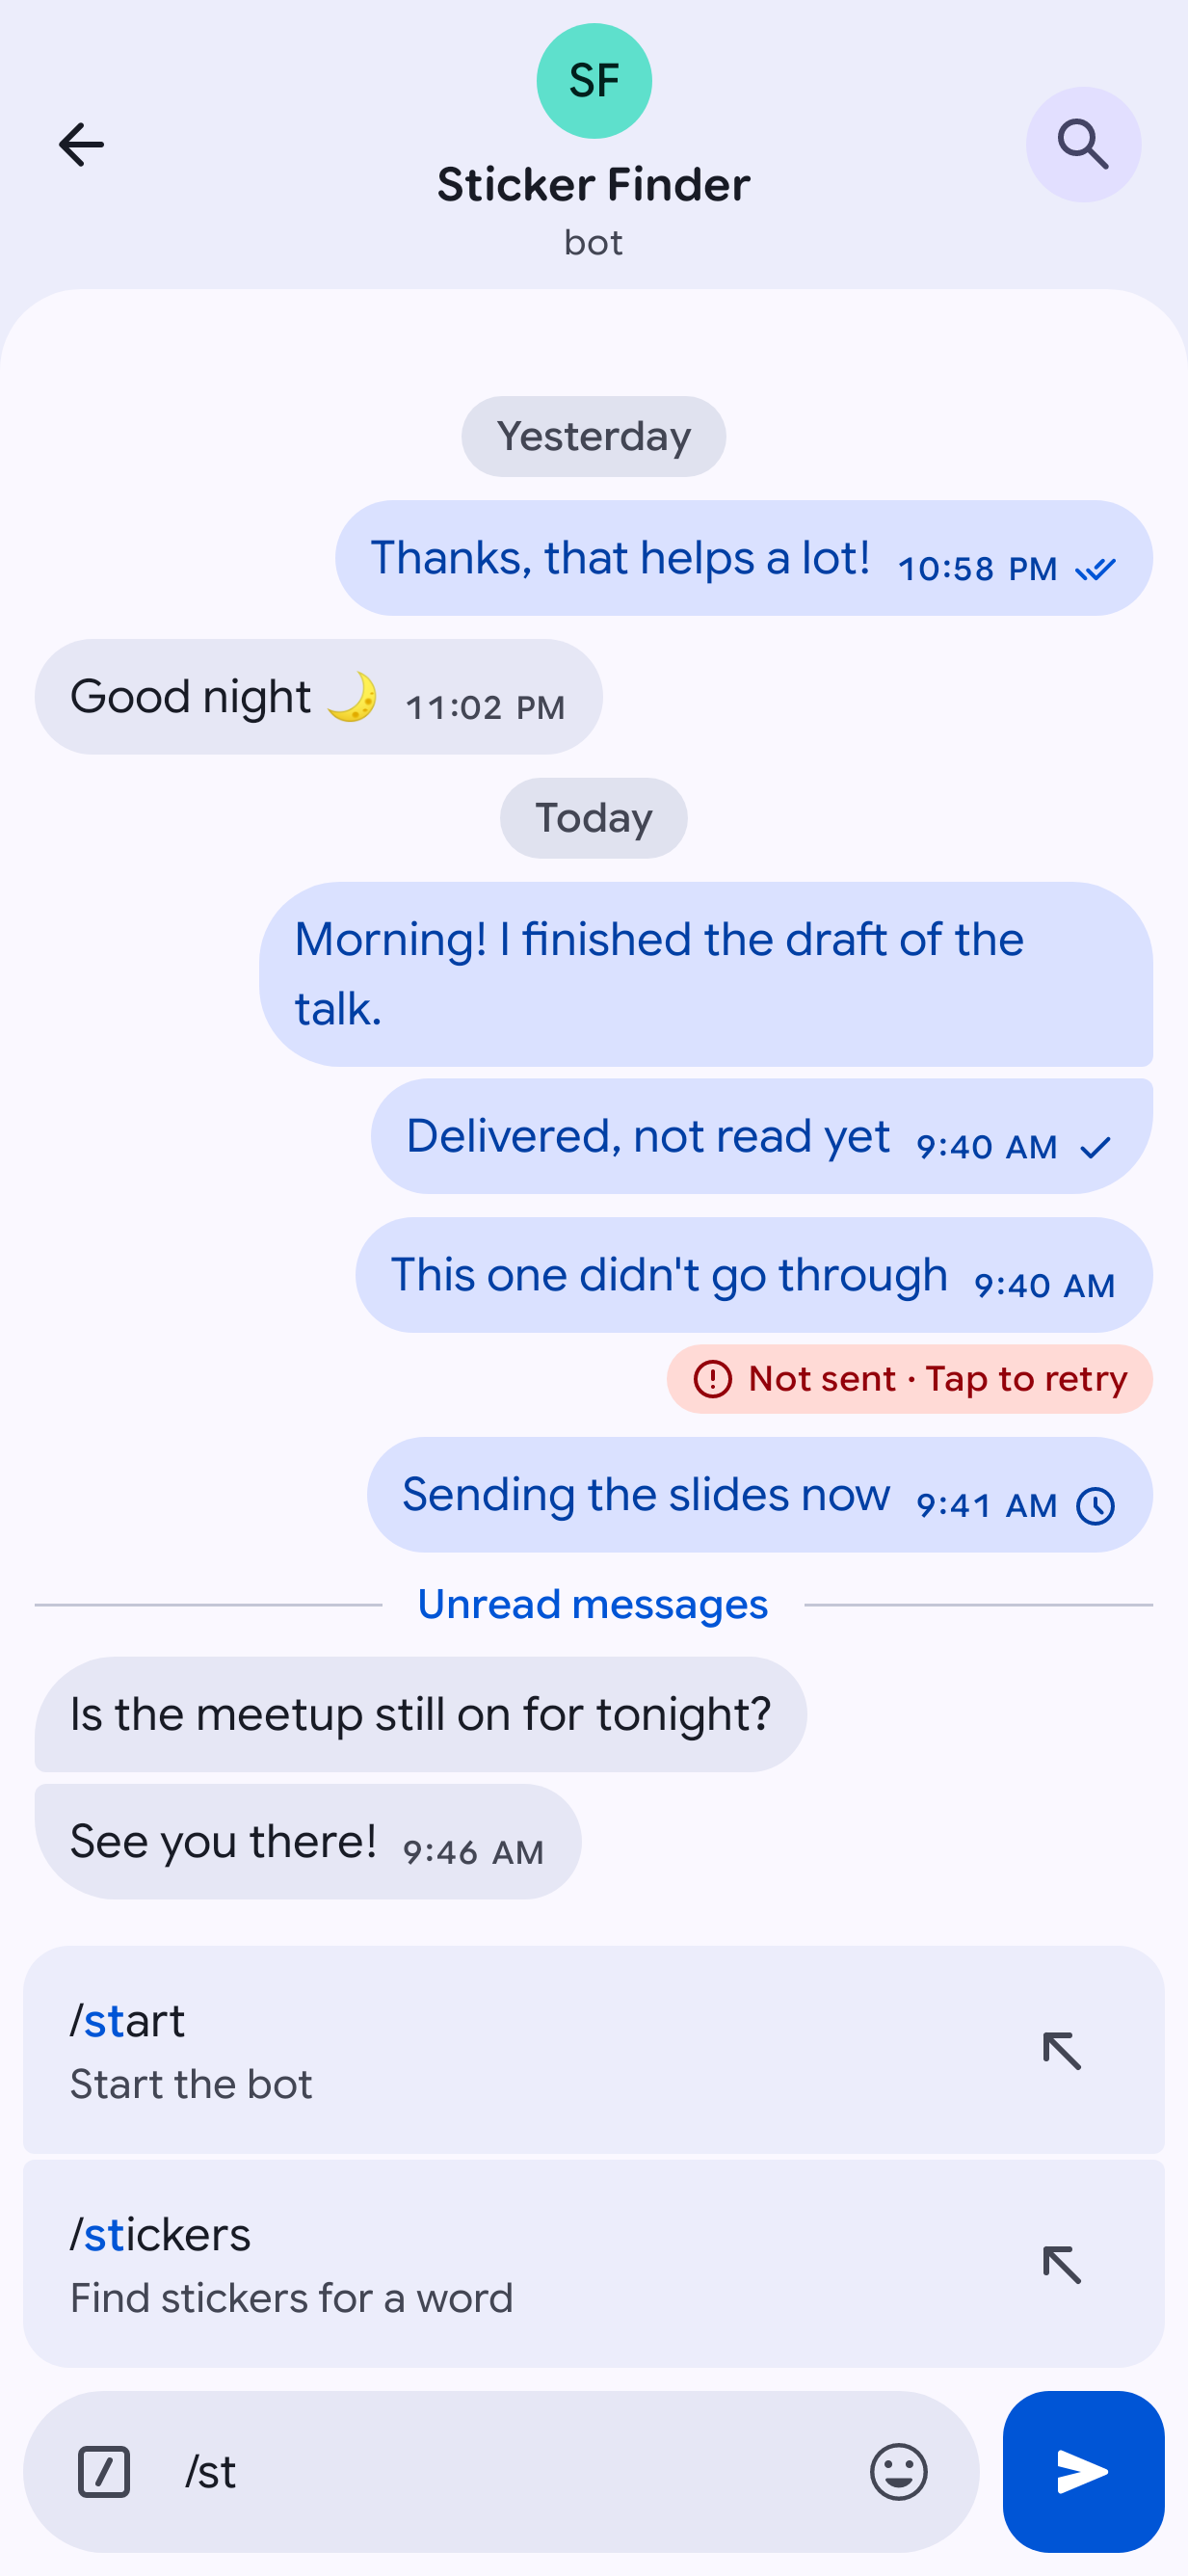 SF
Sticker Finder
bot
Yesterday
Thanks, that helps a lot! 10:58 PM
Good night 🌙 11:02 PM
Today
Morning! I finished the draft of the
talk.
Delivered, not read yet 9:40 AM
This one didn't go through 9:40 AM
Not sent · Tap to retry
Sending the slides now 9:41 AM
Unread messages
Is the meetup still on for tonight?
See you there! 9:46 AM
/start
Start the bot
/stickers
Find stickers for a word
/st